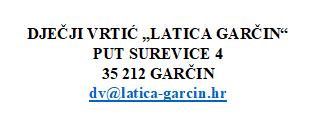 DJEČJI VRTIĆ „LATICA GARČIN“
PUT SUREVICE 4
35 212 GARČIN
dv@latica-garcin.hr